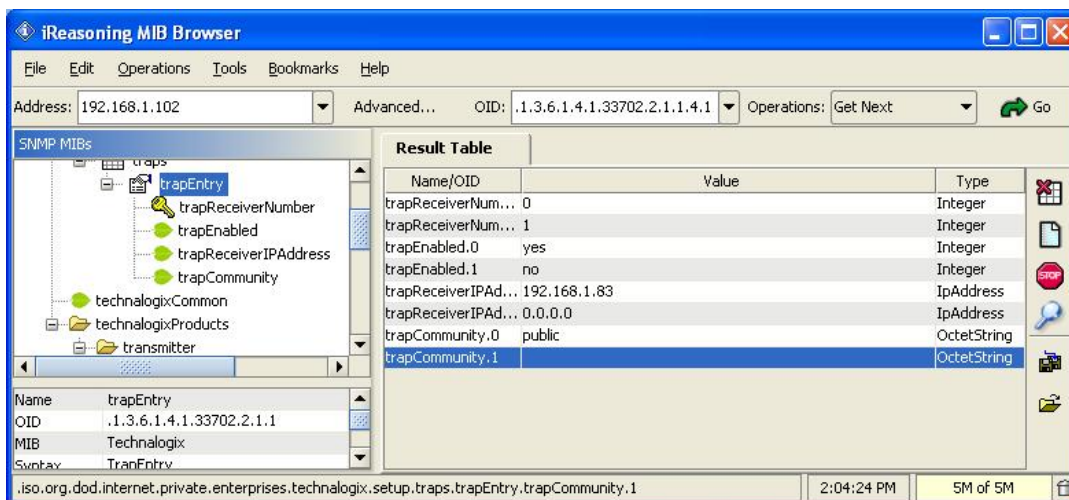 iReasoning MIB Browser
File Edit Operations Tools Bookmarks Help
Address: 192.168.1.102 Advanced... OID: .1.3.6.1.4.1.33702.2.1.1.4.1 Operations: Get Next Go
SNMP MIBs
traps
trapEntry
trapReceiverNumber
trapEnabled
trapReceiverIPAddress
trapCommunity
technalogixCommon
technalogixProducts
transmitter
Name trapEntry
OID .1.3.6.1.4.1.33702.2.1.1
MIB Technalogix
Syntax TrapEntry
Result Table
Name/OID Value Type
trapReceiverNum... 0 Integer
trapReceiverNum... 1 Integer
trapEnabled.0 yes Integer
trapEnabled.1 no Integer
trapReceiverIPAd... 192.168.1.83 IpAddress
trapReceiverIPAd... 0.0.0.0 IpAddress
trapCommunity.0 public OctetString
trapCommunity.1 OctetString
STOP
.iso.org.dod.internet.private.enterprises.technalogix.setup.traps.trapEntry.trapCommunity.1 2:04:24 PM 5M of 5M